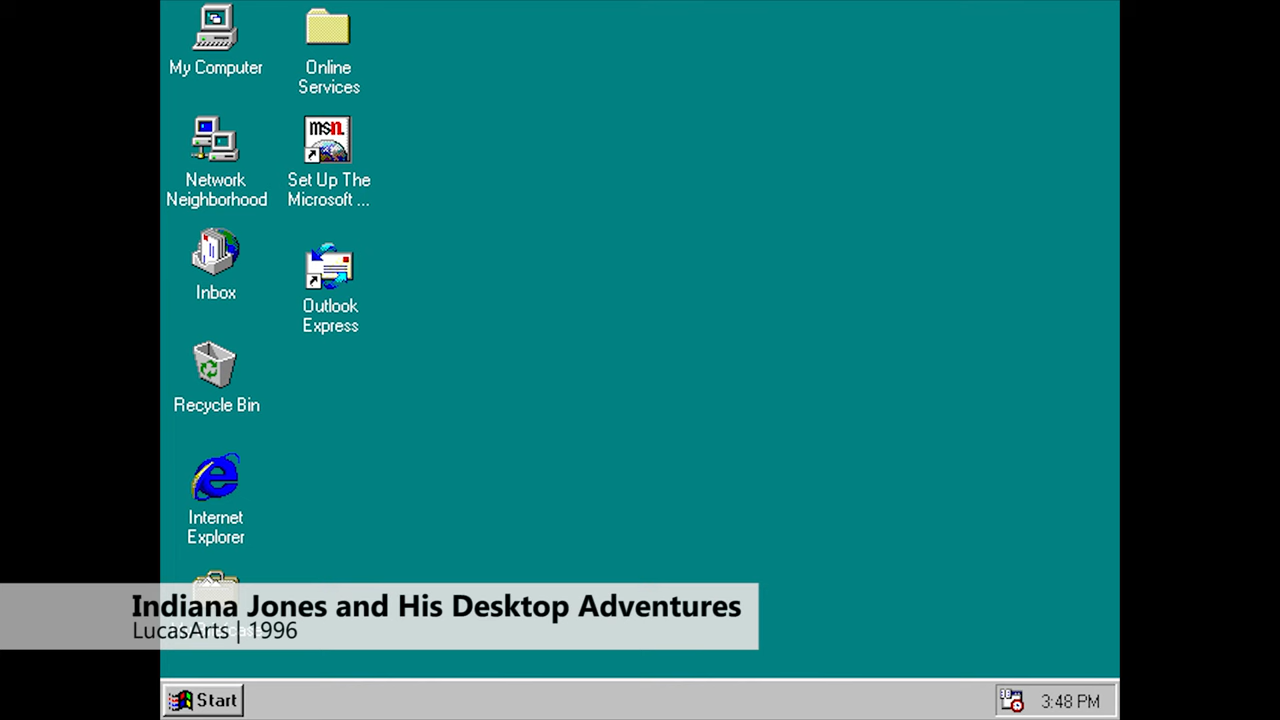 My Computer
Online
Services
msn.
Network
Neighborhood
Set Up The
Microsoft ...
Inbox
Outlook
Express
Recycle Bin
Internet
Explorer
Indiana Jones and His Desktop Adventures
LucasArts | 1996
Start
3:48 PM